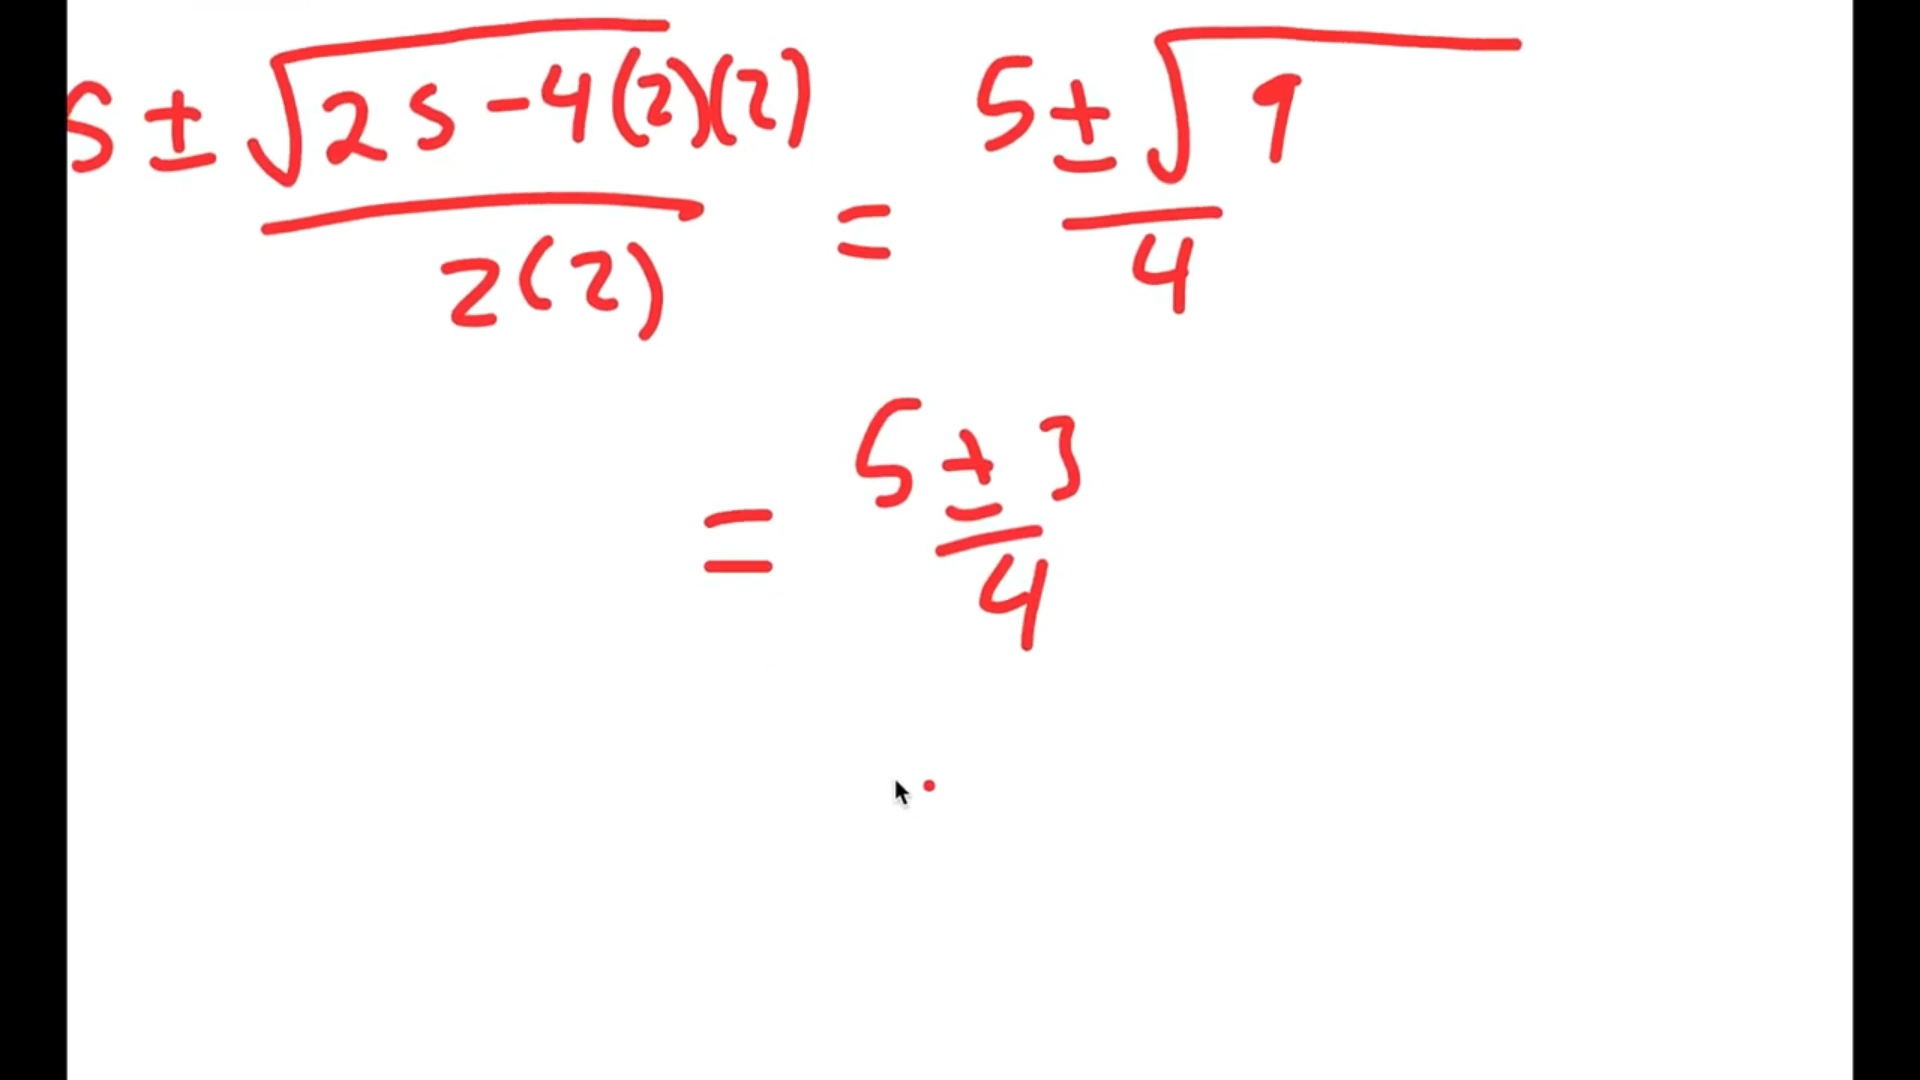 5 ± √25-4(2)(2) / 2(2) = 5 ± √9 / 4
= 5 ± 3 / 4